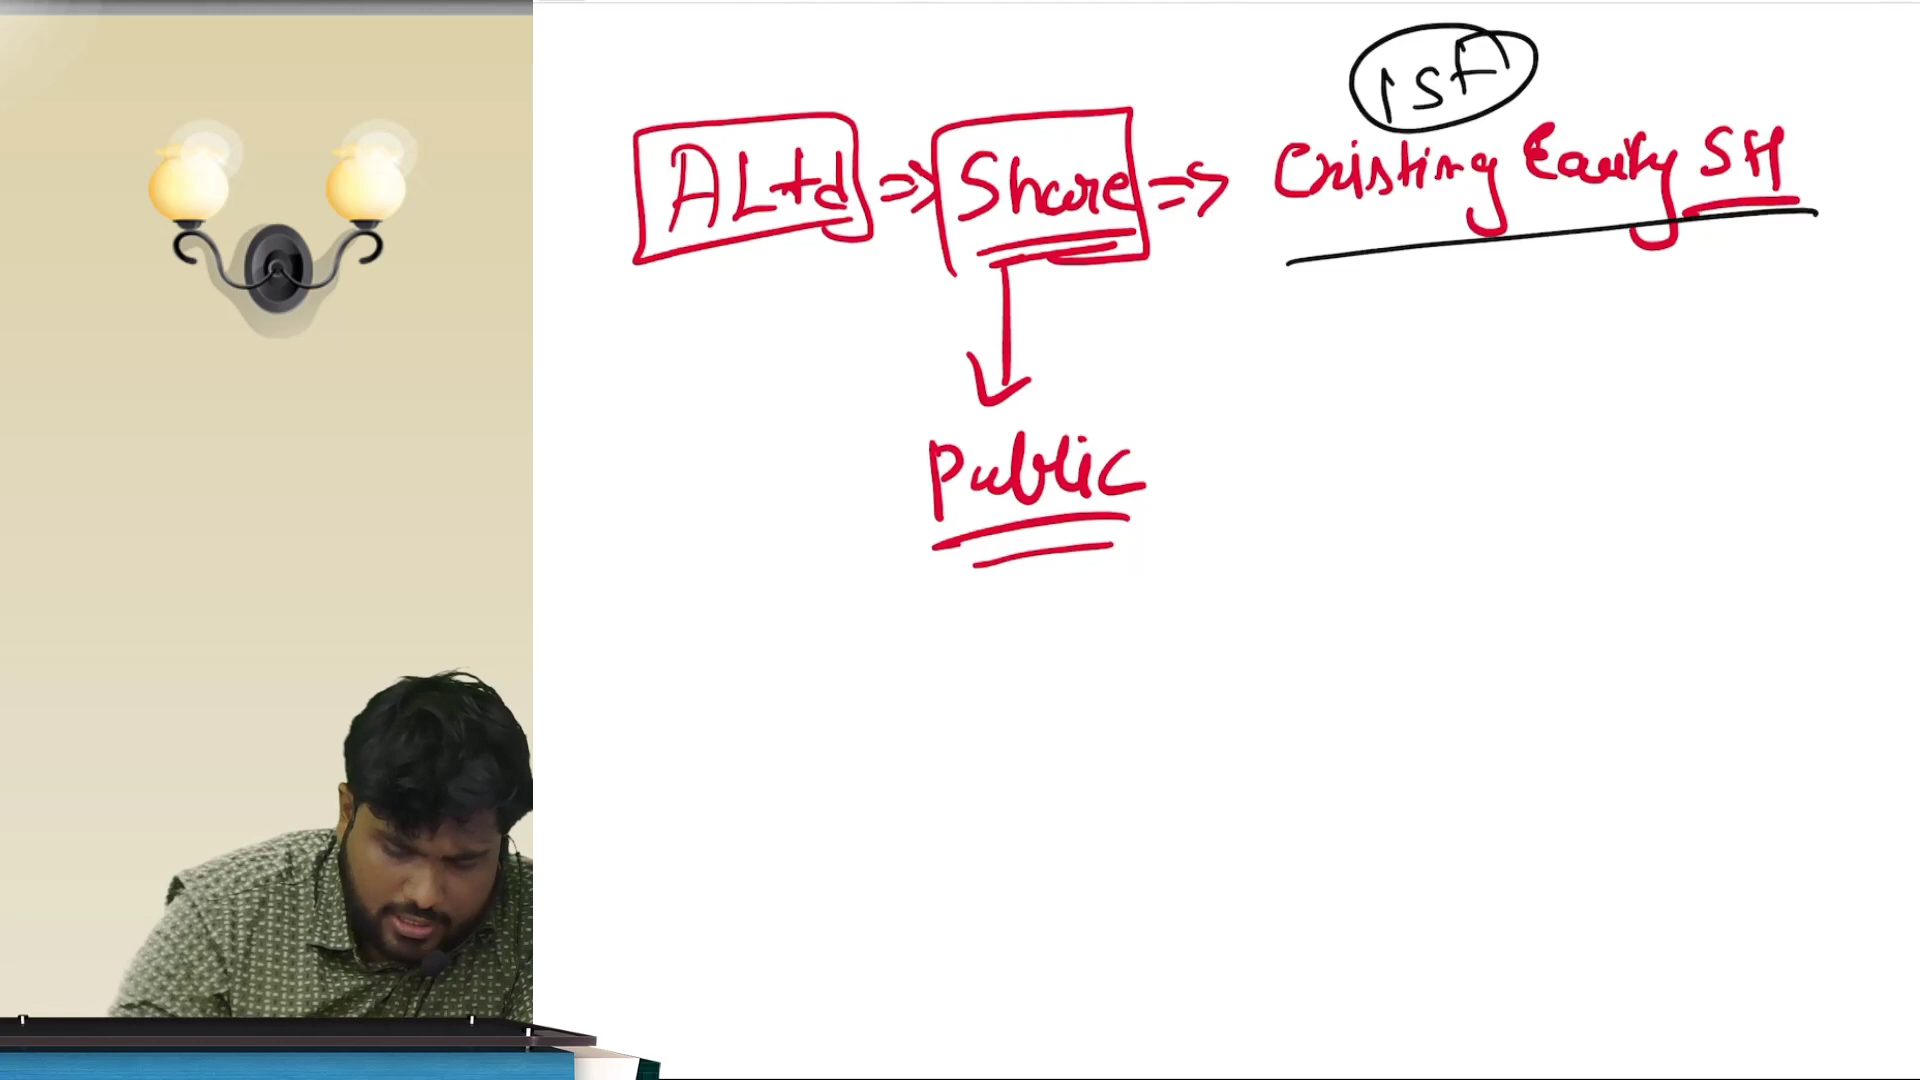 1st
A Ltd => Share => Existing Equity SH
Public